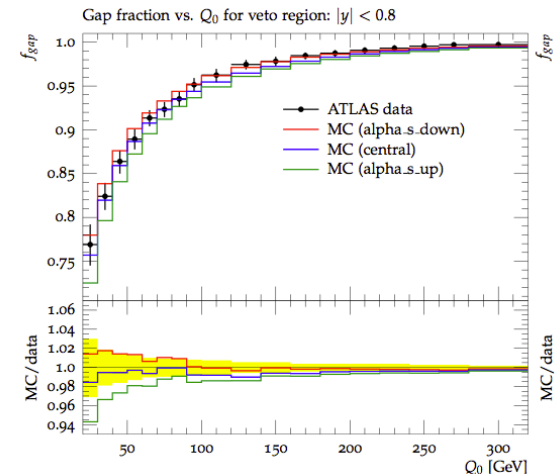 Gap fraction vs. Q0 for veto region: |y| < 0.8
fgap
fgap
1.0
0.95
0.9
0.85
0.8
0.75
ATLAS data
MC (alpha_s_down)
MC (central)
MC (alpha_s_up)
MC/data
MC/data
1.06
1.04
1.02
1.0
0.98
0.96
0.94
50 100 150 200 250 300
Q0 [GeV]